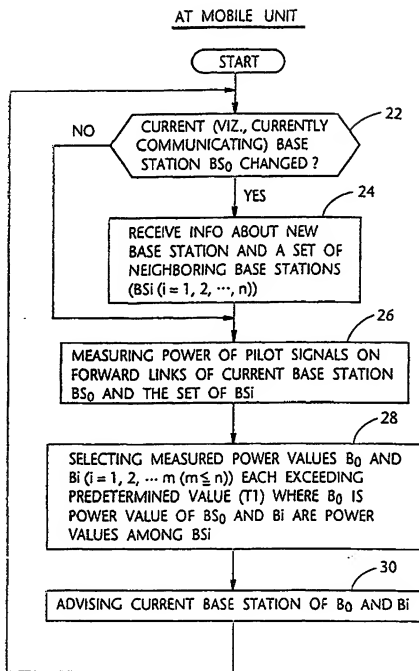 AT MOBILE UNIT
START
22
NO
CURRENT (VIZ., CURRENTLY
COMMUNICATING) BASE
STATION BS₀ CHANGED ?
YES
24
RECEIVE INFO ABOUT NEW
BASE STATION AND A SET OF
NEIGHBORING BASE STATIONS
(BSi (i = 1, 2, ···, n))
26
MEASURING POWER OF PILOT SIGNALS ON
FORWARD LINKS OF CURRENT BASE STATION
BS₀ AND THE SET OF BSi
28
SELECTING MEASURED POWER VALUES B₀ AND
Bi (i = 1, 2, ··· m (m ≦ n)) EACH EXCEEDING
PREDETERMINED VALUE (T1) WHERE B₀ IS
POWER VALUE OF BS₀ AND Bi ARE POWER
VALUES AMONG BSi
30
ADVISING CURRENT BASE STATION OF B₀ AND Bi